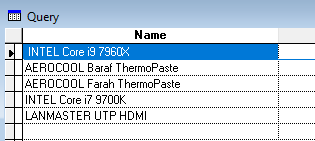 Query
Name
INTEL Core i9 7960X
AEROCOOL Baraf ThermoPaste
AEROCOOL Farah ThermoPaste
INTEL Core i7 9700K
LANMASTER UTP HDMI